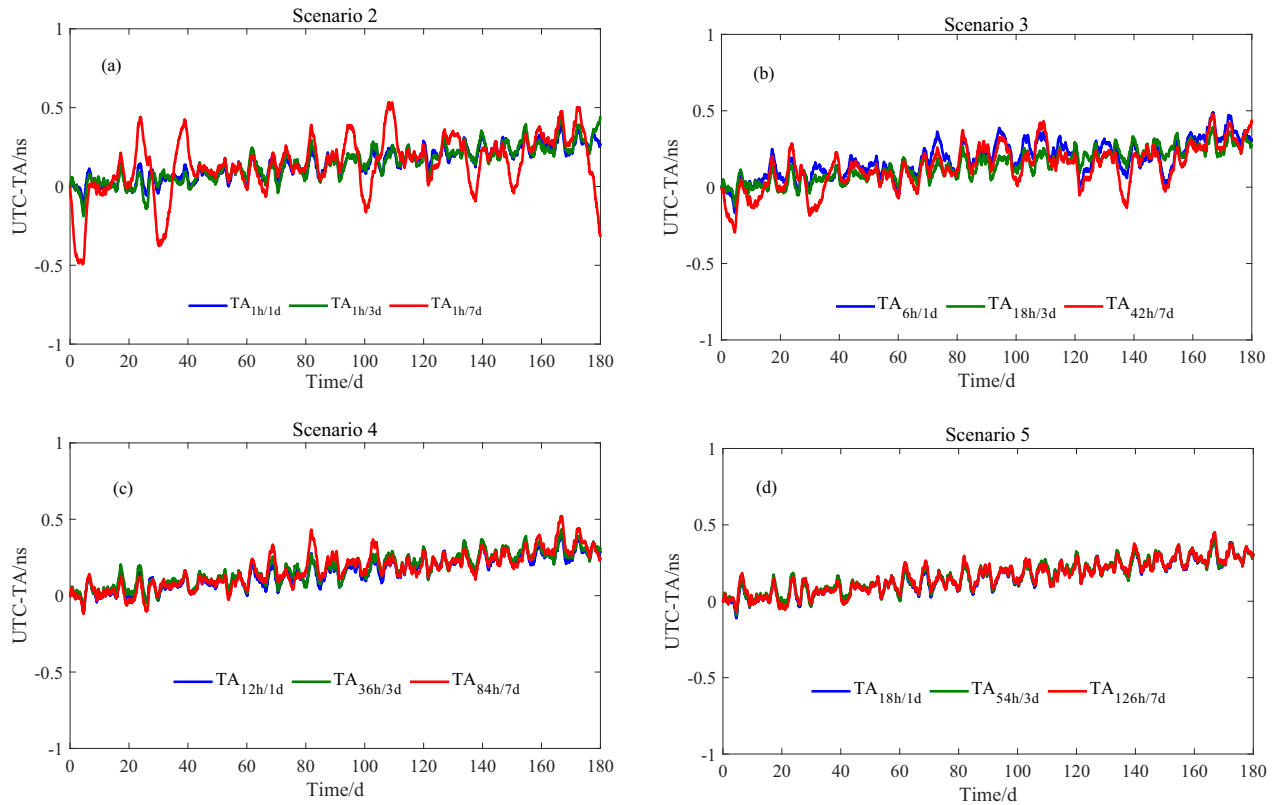 Scenario 2
(a)
UTC-TA/ns
1
0.5
0
-0.5
-1
TA1h/1d TA1h/3d TA1h/7d
0 20 40 60 80 100 120 140 160 180
Time/d
Scenario 3
(b)
UTC-TA/ns
1
0.5
0
-0.5
-1
TA6h/1d TA18h/3d TA42h/7d
0 20 40 60 80 100 120 140 160 180
Time/d
Scenario 4
(c)
UTC-TA/ns
1
0.5
0
-0.5
-1
TA12h/1d TA36h/3d TA84h/7d
0 20 40 60 80 100 120 140 160 180
Time/d
Scenario 5
(d)
UTC-TA/ns
1
0.5
0
-0.5
-1
TA18h/1d TA54h/3d TA126h/7d
0 20 40 60 80 100 120 140 160 180
Time/d